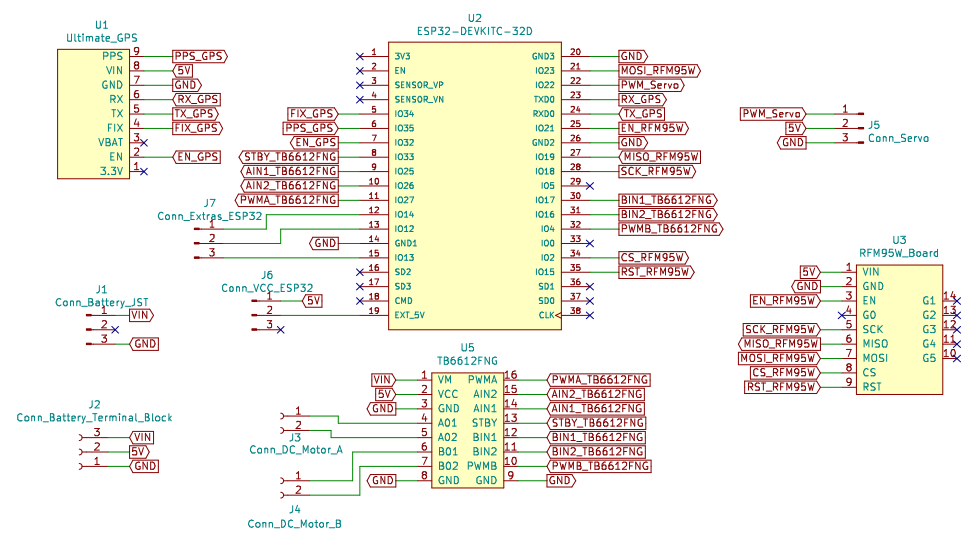 U1
Ultimate_GPS
PPS 9 PPS_GPS
VIN 8 5V
GND 7 GND
RX 6 RX_GPS
TX 5 TX_GPS
FIX 4 FIX_GPS
VBAT 3
EN 2 EN_GPS
3.3V 1
U2
ESP32-DEVKITC-32D
1 3V3
2 EN
3 SENSOR_VP
4 SENSOR_VN
FIX_GPS 5 IO34
PPS_GPS 6 IO35
EN_GPS 7 IO32
STBY_TB6612FNG 8 IO33
AIN1_TB6612FNG 9 IO25
AIN2_TB6612FNG 10 IO26
PWMA_TB6612FNG 11 IO27
12 IO14
13 IO12
GND 14 GND1
15 IO13
16 SD2
17 SD3
18 CMD
19 EXT_5V
GND3 20 GND
IO23 21 MOSI_RFM95W
IO22 22 PWM_Servo
TXD0 23 RX_GPS
RXD0 24 TX_GPS
IO21 25 EN_RFM95W
GND2 26 GND
IO19 27 MISO_RFM95W
IO18 28 SCK_RFM95W
IO5 29
IO17 30 BIN1_TB6612FNG
IO16 31 BIN2_TB6612FNG
IO4 32 PWMB_TB6612FNG
IO0 33
IO2 34 CS_RFM95W
IO15 35 RST_RFM95W
SD1 36
SD0 37
CLK 38
PWM_Servo 1
5V 2
GND 3
J5
Conn_Servo
J7
Conn_Extras_ESP32
1
2
3
J6
Conn_VCC_ESP32
1 5V
2
3
J1
Conn_Battery_JST
1 VIN
2
3 GND
U3
RFM95W_Board
5V 1 VIN
GND 2 GND
EN_RFM95W 3 EN
4 G0
SCK_RFM95W 5 SCK
MISO_RFM95W 6 MISO
MOSI_RFM95W 7 MOSI
CS_RFM95W 8 CS
RST_RFM95W 9 RST
G1 14
G2 13
G3 12
G4 11
G5 10
J2
Conn_Battery_Terminal_Block
3 VIN
2 5V
1 GND
U5
TB6612FNG
VIN 1 VM
5V 2 VCC
GND 3 GND
4 AO1
5 AO2
6 BO1
7 BO2
GND 8 GND
PWMA 16 PWMA_TB6612FNG
AIN2 15 AIN2_TB6612FNG
AIN1 14 AIN1_TB6612FNG
STBY 13 STBY_TB6612FNG
BIN1 12 BIN1_TB6612FNG
BIN2 11 BIN2_TB6612FNG
PWMB 10 PWMB_TB6612FNG
GND 9 GND
1
2
J3
Conn_DC_Motor_A
1
2
J4
Conn_DC_Motor_B